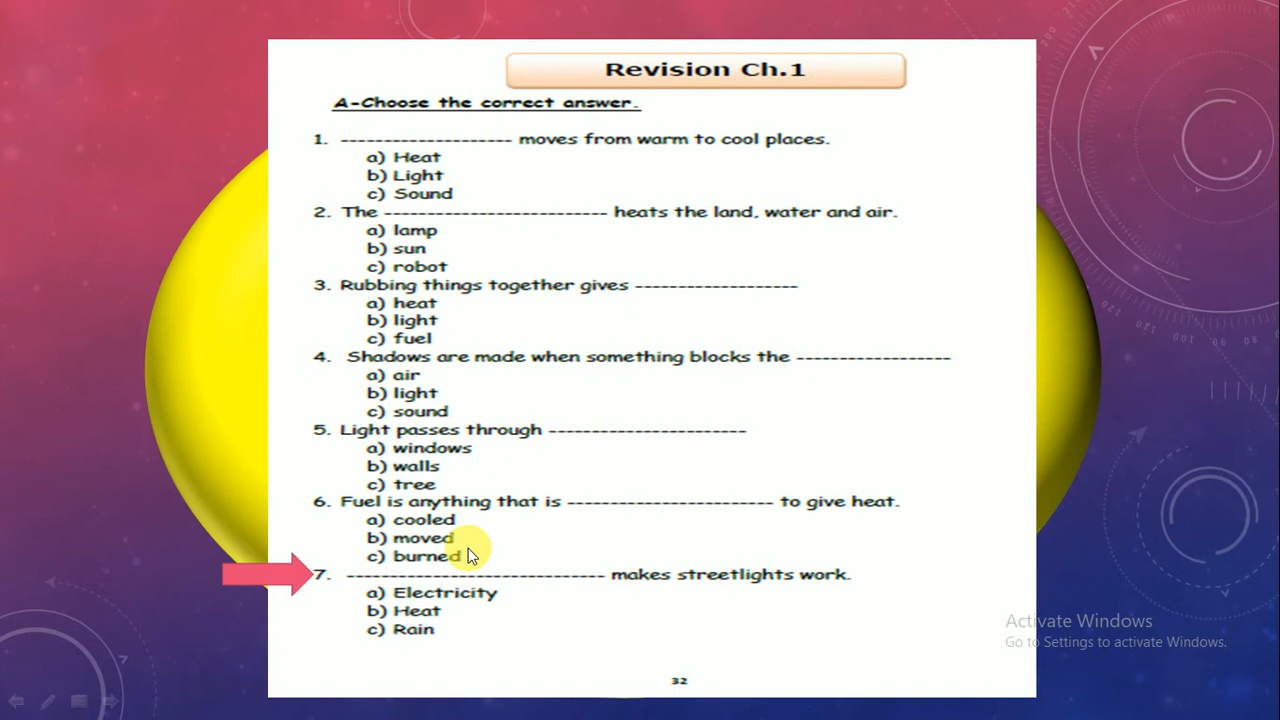 Revision Ch.1
A-Choose the correct answer.
1. -------------------- moves from warm to cool places.
a) Heat
b) Light
c) Sound
2. The -------------------------- heats the land, water and air.
a) lamp
b) sun
c) robot
3. Rubbing things together gives -------------------
a) heat
b) light
c) fuel
4. Shadows are made when something blocks the ------------------
a) air
b) light
c) sound
5. Light passes through -----------------------
a) windows
b) walls
c) tree
6. Fuel is anything that is ------------------------ to give heat.
a) cooled
b) moved
c) burned
7. ------------------------------ makes streetlights work.
a) Electricity
b) Heat
c) Rain
32
Activate Windows
Go to Settings to activate Windows.